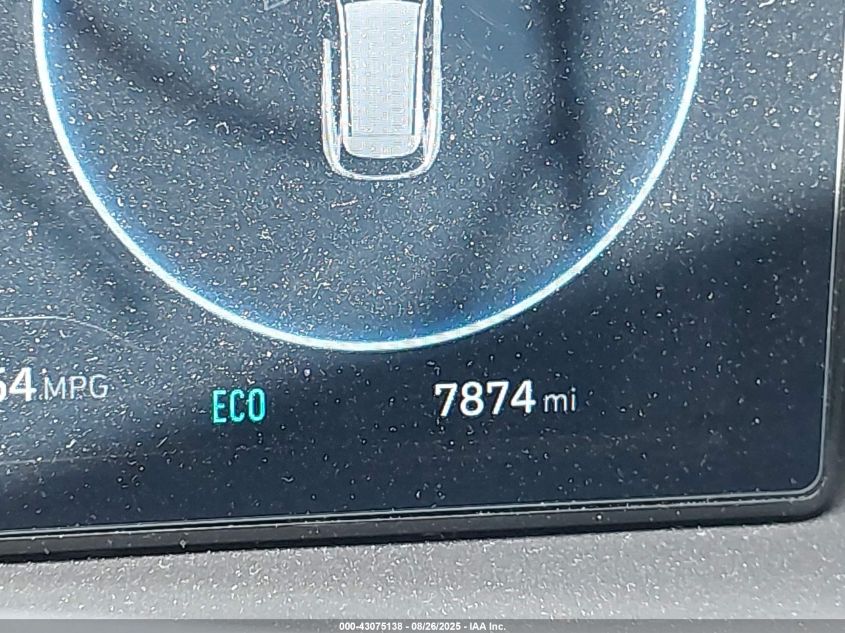 54 MPG
ECO
7874 mi
000-43075138 - 08/26/2025 - IAA Inc.